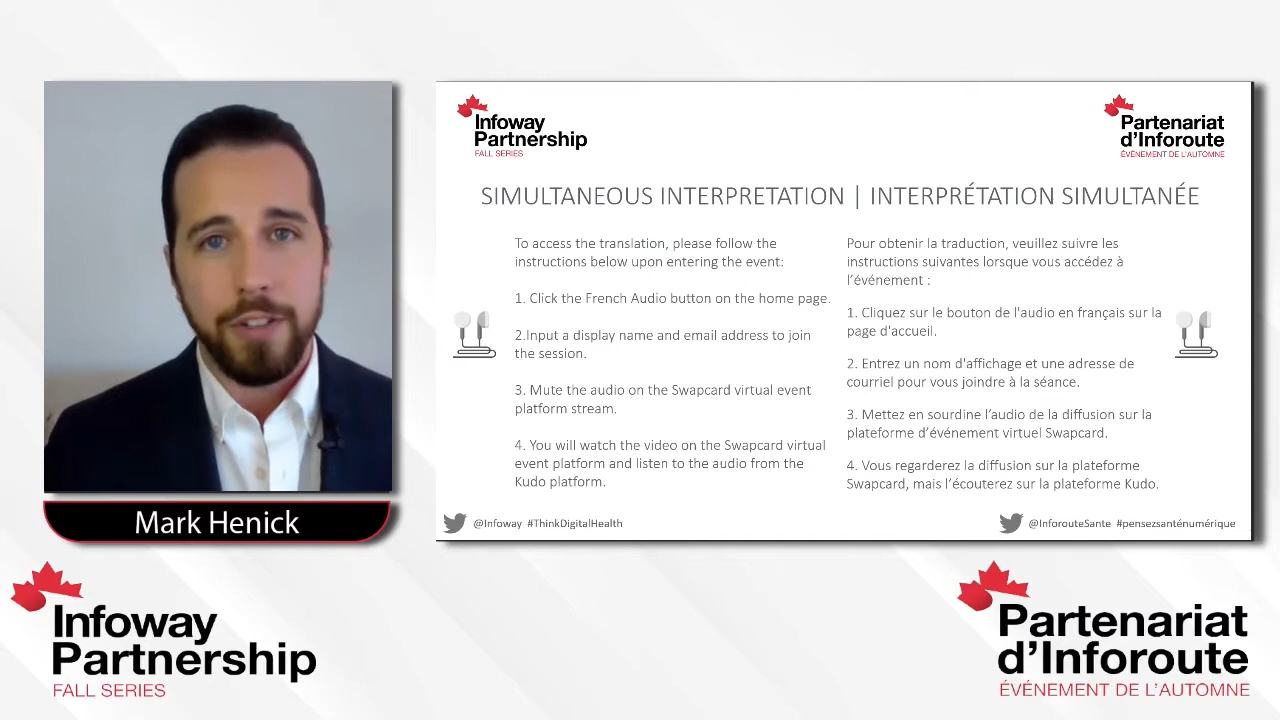 Infoway
Partnership
FALL SERIES
Partenariat
d'Inforoute
ÉVÉNEMENT DE L'AUTOMNE
SIMULTANEOUS INTERPRETATION | INTERPRÉTATION SIMULTANÉE
To access the translation, please follow the
instructions below upon entering the event:
1. Click the French Audio button on the home page.
2.Input a display name and email address to join
the session.
3. Mute the audio on the Swapcard virtual event
platform stream.
4. You will watch the video on the Swapcard virtual
event platform and listen to the audio from the
Kudo platform.
Pour obtenir la traduction, veuillez suivre les
instructions suivantes lorsque vous accédez à
l'événement :
1. Cliquez sur le bouton de l'audio en français sur la
page d'accueil.
2. Entrez un nom d'affichage et une adresse de
courriel pour vous joindre à la séance.
3. Mettez en sourdine l'audio de la diffusion sur la
plateforme d'événement virtuel Swapcard.
4. Vous regarderez la diffusion sur la plateforme
Swapcard, mais l'écouterez sur la plateforme Kudo.
@Infoway #ThinkDigitalHealth
@InforouteSante #pensezsanténumérique
Mark Henick
Infoway
Partnership
FALL SERIES
Partenariat
d'Inforoute
ÉVÉNEMENT DE L'AUTOMNE